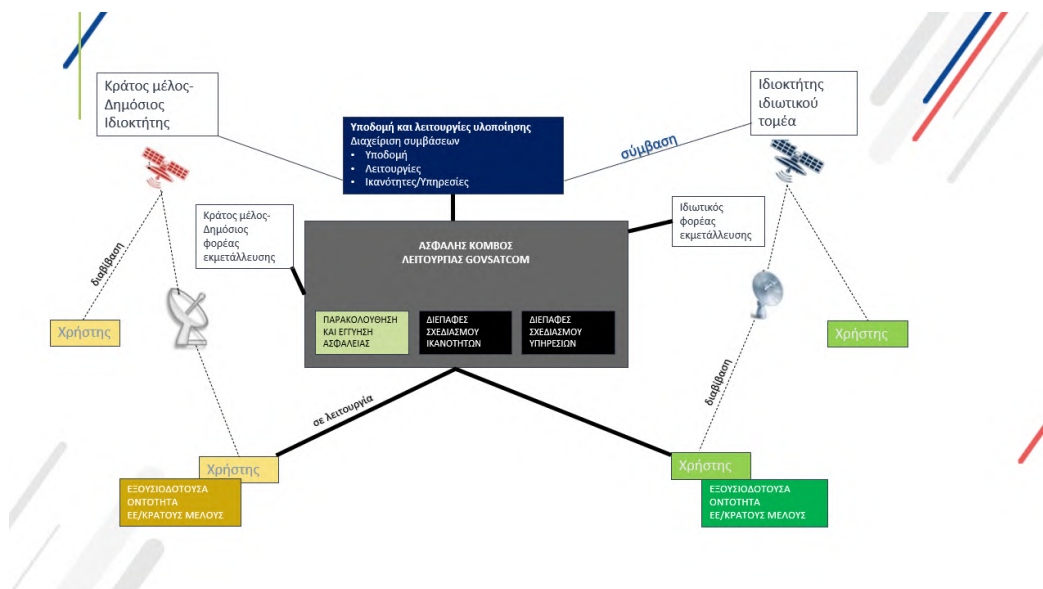 Κράτος μέλος-
Δημόσιος
Ιδιοκτήτης
Υποδομή και λειτουργίες υλοποίησης
Διαχείριση συμβάσεων
• Υποδομή
• Λειτουργίες
• Ικανότητες/Υπηρεσίες
σύμβαση
Ιδιοκτήτης
ιδιωτικού
τομέα
Κράτος μέλος-
Δημόσιος
φορέας
εκμετάλλευσης
Ιδιωτικός
φορέας
εκμετάλλευσης
ΑΣΦΑΛΗΣ ΚΟΜΒΟΣ
ΛΕΙΤΟΥΡΓΙΑΣ GOVSATCOM
διαβίβαση
ΠΑΡΑΚΟΛΟΥΘΗΣΗ
ΚΑΙ ΕΓΓΥΗΣΗ
ΑΣΦΑΛΕΙΑΣ
ΔΙΕΠΑΦΕΣ
ΣΧΕΔΙΑΣΜΟΥ
ΙΚΑΝΟΤΗΤΩΝ
ΔΙΕΠΑΦΕΣ
ΣΧΕΔΙΑΣΜΟΥ
ΥΠΗΡΕΣΙΩΝ
Χρήστης
Χρήστης
διαβίβαση
σε λειτουργία
Χρήστης
ΕΞΟΥΣΙΟΔΟΤΟΥΣΑ
ΟΝΤΟΤΗΤΑ
ΕΕ/ΚΡΑΤΟΥΣ ΜΕΛΟΥΣ
Χρήστης
ΕΞΟΥΣΙΟΔΟΤΟΥΣΑ
ΟΝΤΟΤΗΤΑ
ΕΕ/ΚΡΑΤΟΥΣ ΜΕΛΟΥΣ